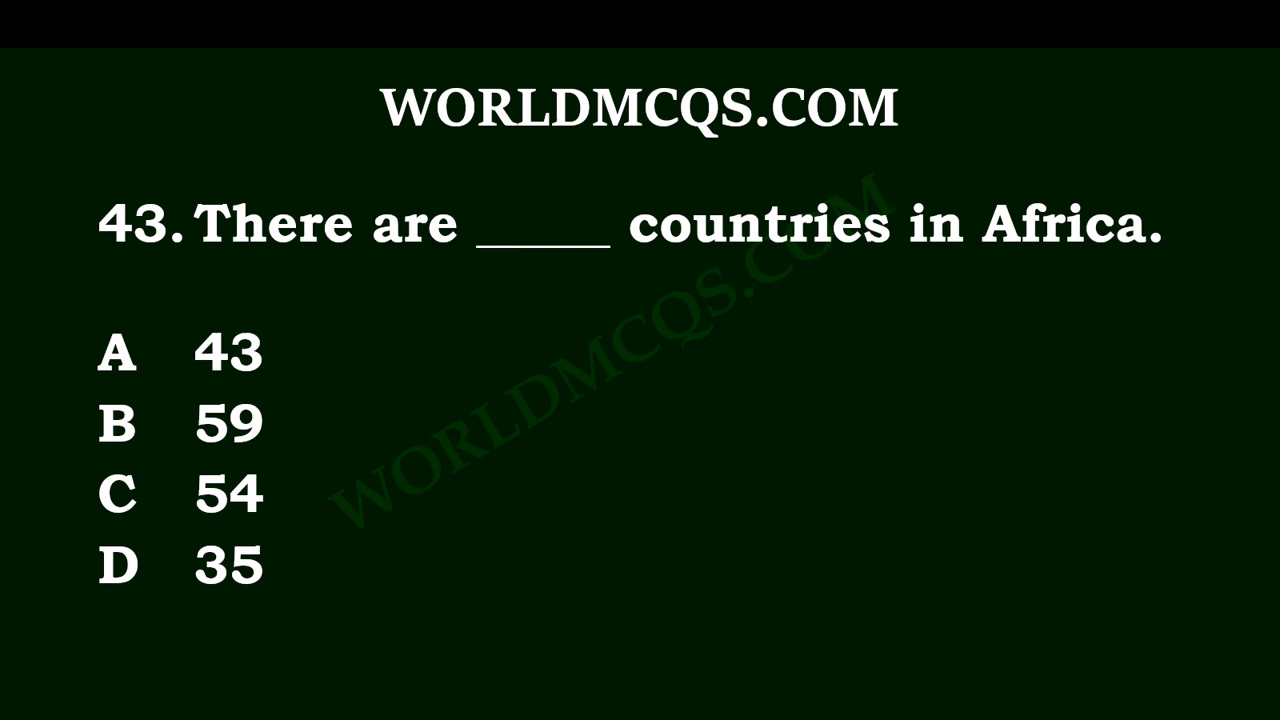 WORLDMCQS.COM
43. There are _____ countries in Africa.
A 43
B 59
C 54
D 35
WORLDMCQS.COM